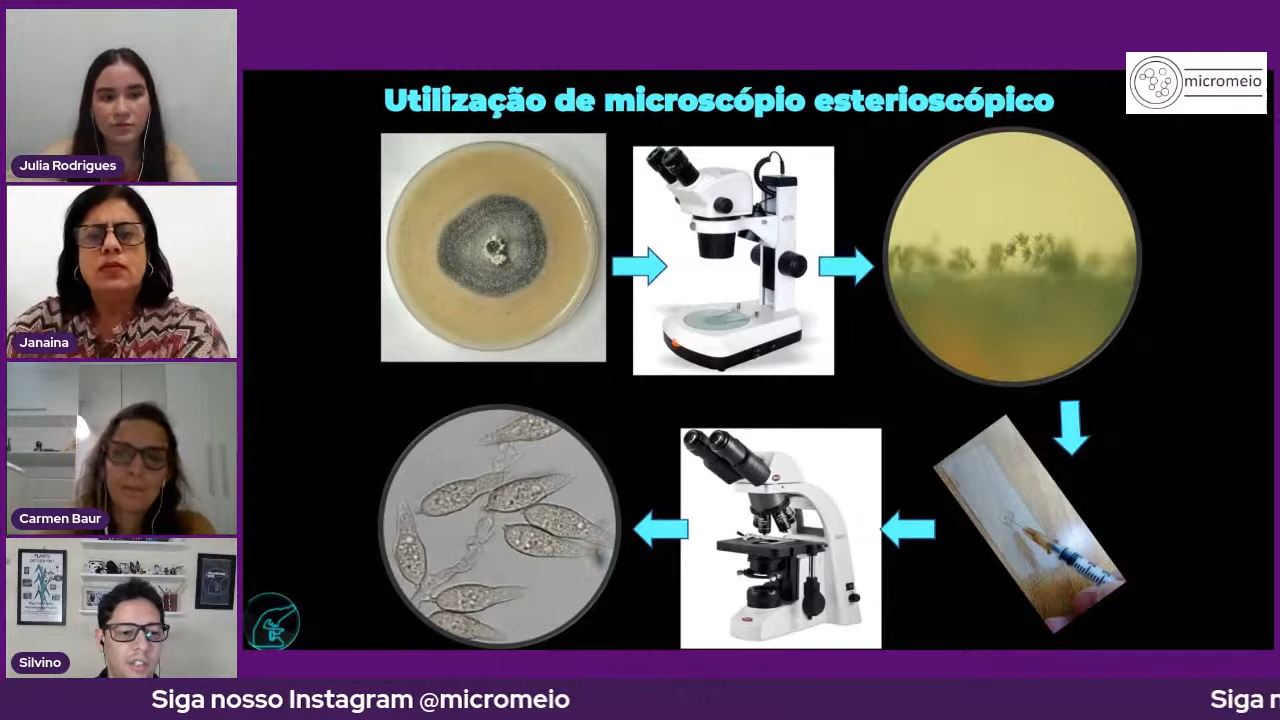 Julia Rodrigues
Janaina
Carmen Baur
Silvino
Utilização de microscópio esterioscópico
micromeio
Siga nosso Instagram @micromeio
Siga n